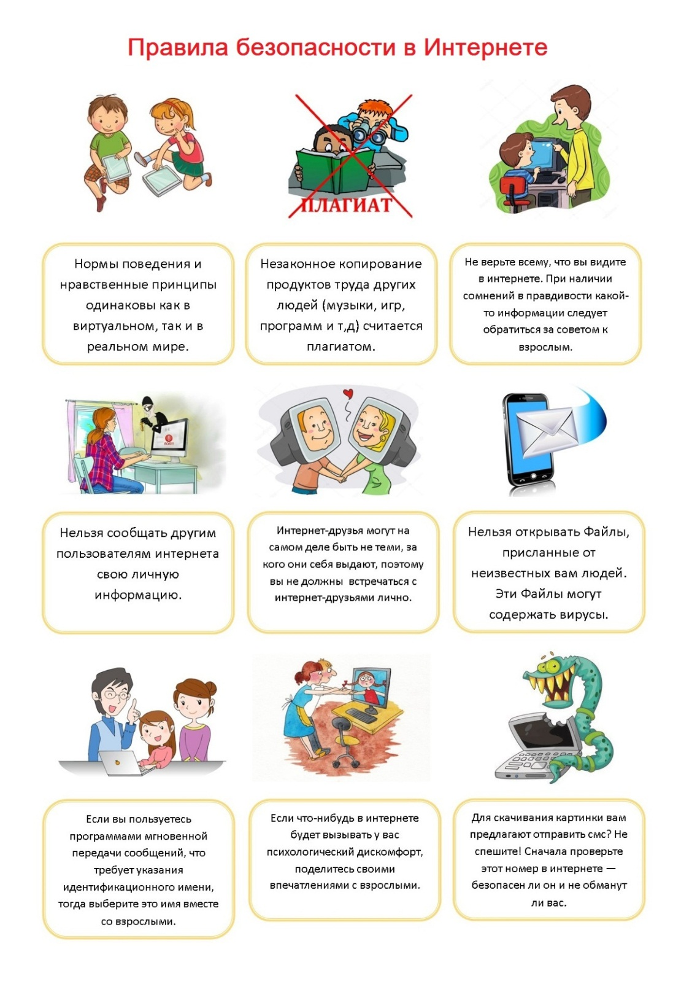 Правила безопасности в Интернете
ПЛАГИАТ
Нормы поведения и
нравственные принципы
одинаковы как в
виртуальном, так и в
реальном мире.
Незаконное копирование
продуктов труда других
людей (музыки, игр,
программ и т,д) считается
плагиатом.
Не верьте всему, что вы видите
в интернете. При наличии
сомнений в правдивости какой-
то информации следует
обратиться за советом к
взрослым.
Нельзя сообщать другим
пользователям интернета
свою личную
информацию.
Интернет-друзья могут на
самом деле быть не теми, за
кого они себя выдают, поэтому
вы не должны встречаться с
интернет-друзьями лично.
Нельзя открывать Файлы,
присланные от
неизвестных вам людей.
Эти Файлы могут
содержать вирусы.
Если вы пользуетесь
программами мгновенной
передачи сообщений, что
требует указания
идентификационного имени,
тогда выберите это имя вместе
со взрослыми.
Если что-нибудь в интернете
будет вызывать у вас
психологический дискомфорт,
поделитесь своими
впечатлениями с взрослыми.
Для скачивания картинки вам
предлагают отправить смс? Не
спешите! Сначала проверьте
этот номер в интернете —
безопасен ли он и не обманут
ли вас.